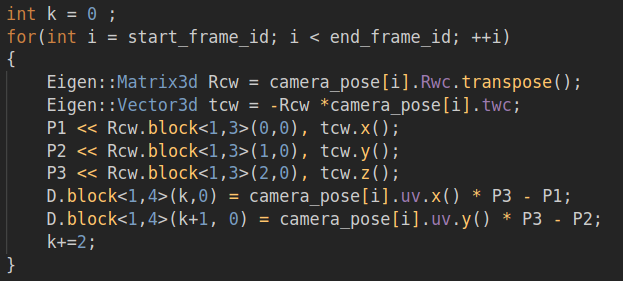 int k = 0 ;
for(int i = start_frame_id; i < end_frame_id; ++i)
{
    Eigen::Matrix3d Rcw = camera_pose[i].Rwc.transpose();
    Eigen::Vector3d tcw = -Rcw *camera_pose[i].twc;
    P1 << Rcw.block<1,3>(0,0), tcw.x();
    P2 << Rcw.block<1,3>(1,0), tcw.y();
    P3 << Rcw.block<1,3>(2,0), tcw.z();
    D.block<1,4>(k,0) = camera_pose[i].uv.x() * P3 - P1;
    D.block<1,4>(k+1, 0) = camera_pose[i].uv.y() * P3 - P2;
    k+=2;
}